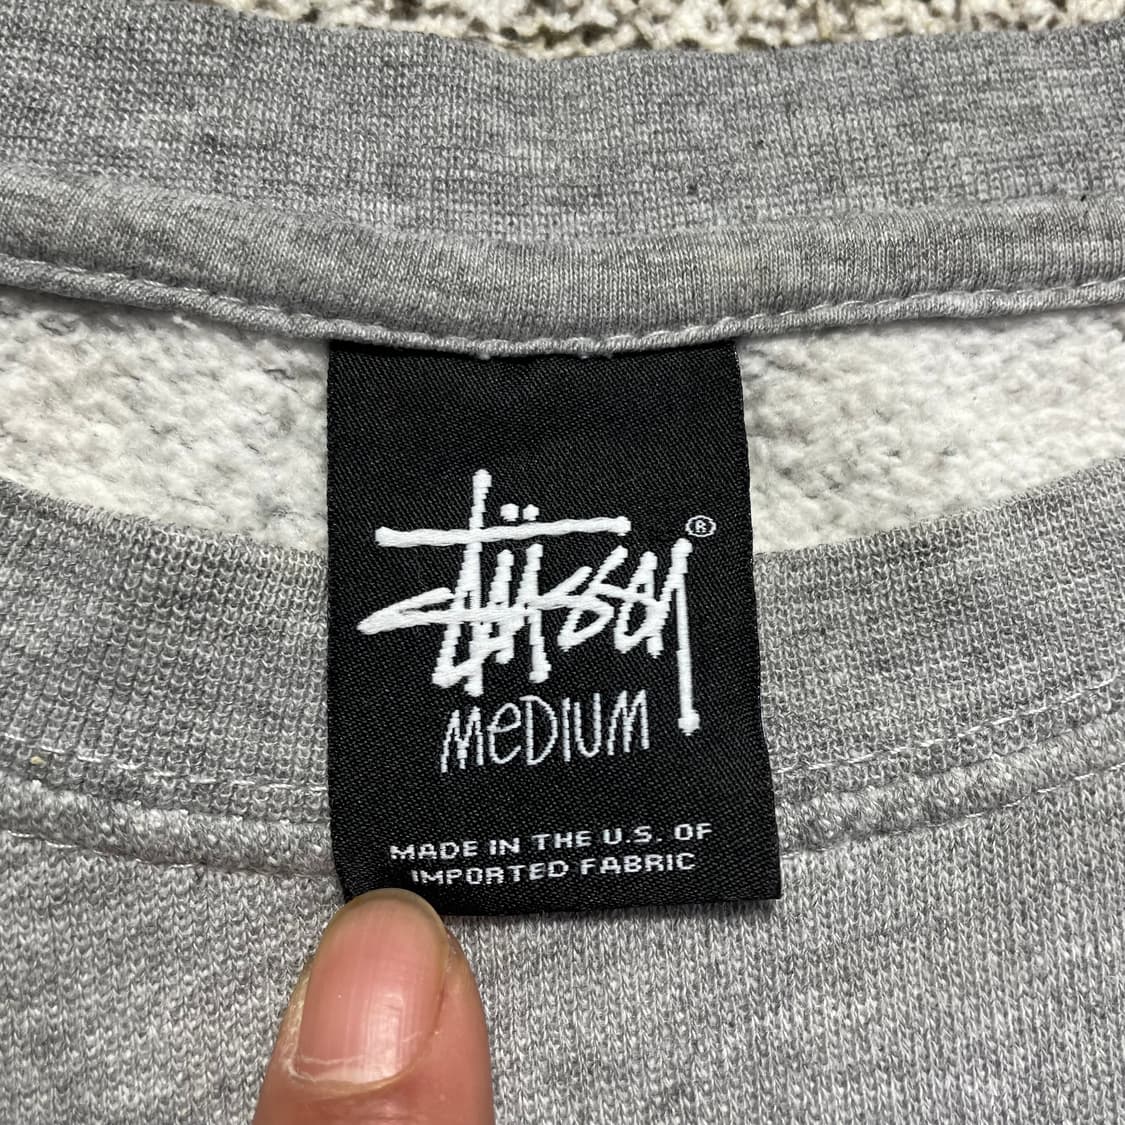 Stüssy ®
MeDIUM
MADE IN THE U.S. OF
IMPORTED FABRIC